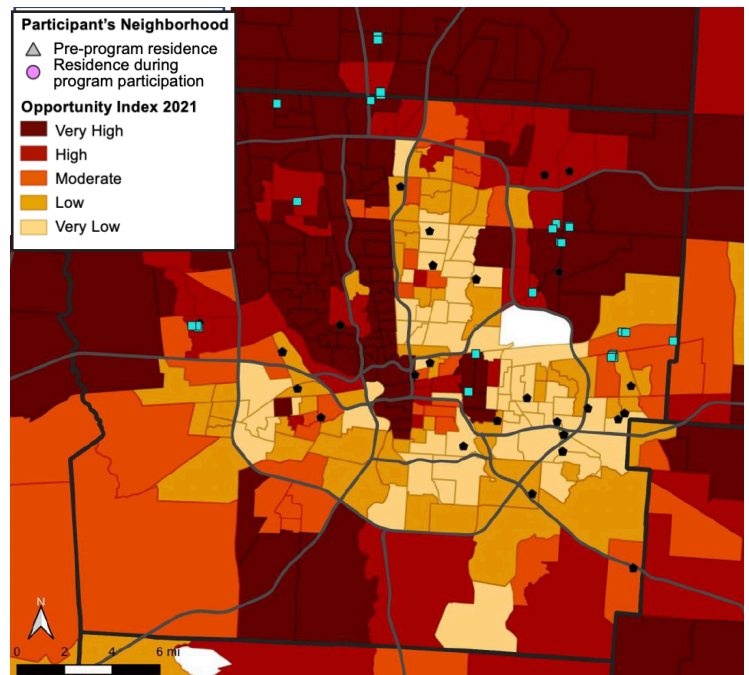 Participant's Neighborhood
Pre-program residence
Residence during
program participation
Opportunity Index 2021
Very High
High
Moderate
Low
Very Low
N
0 2 4 6 mi